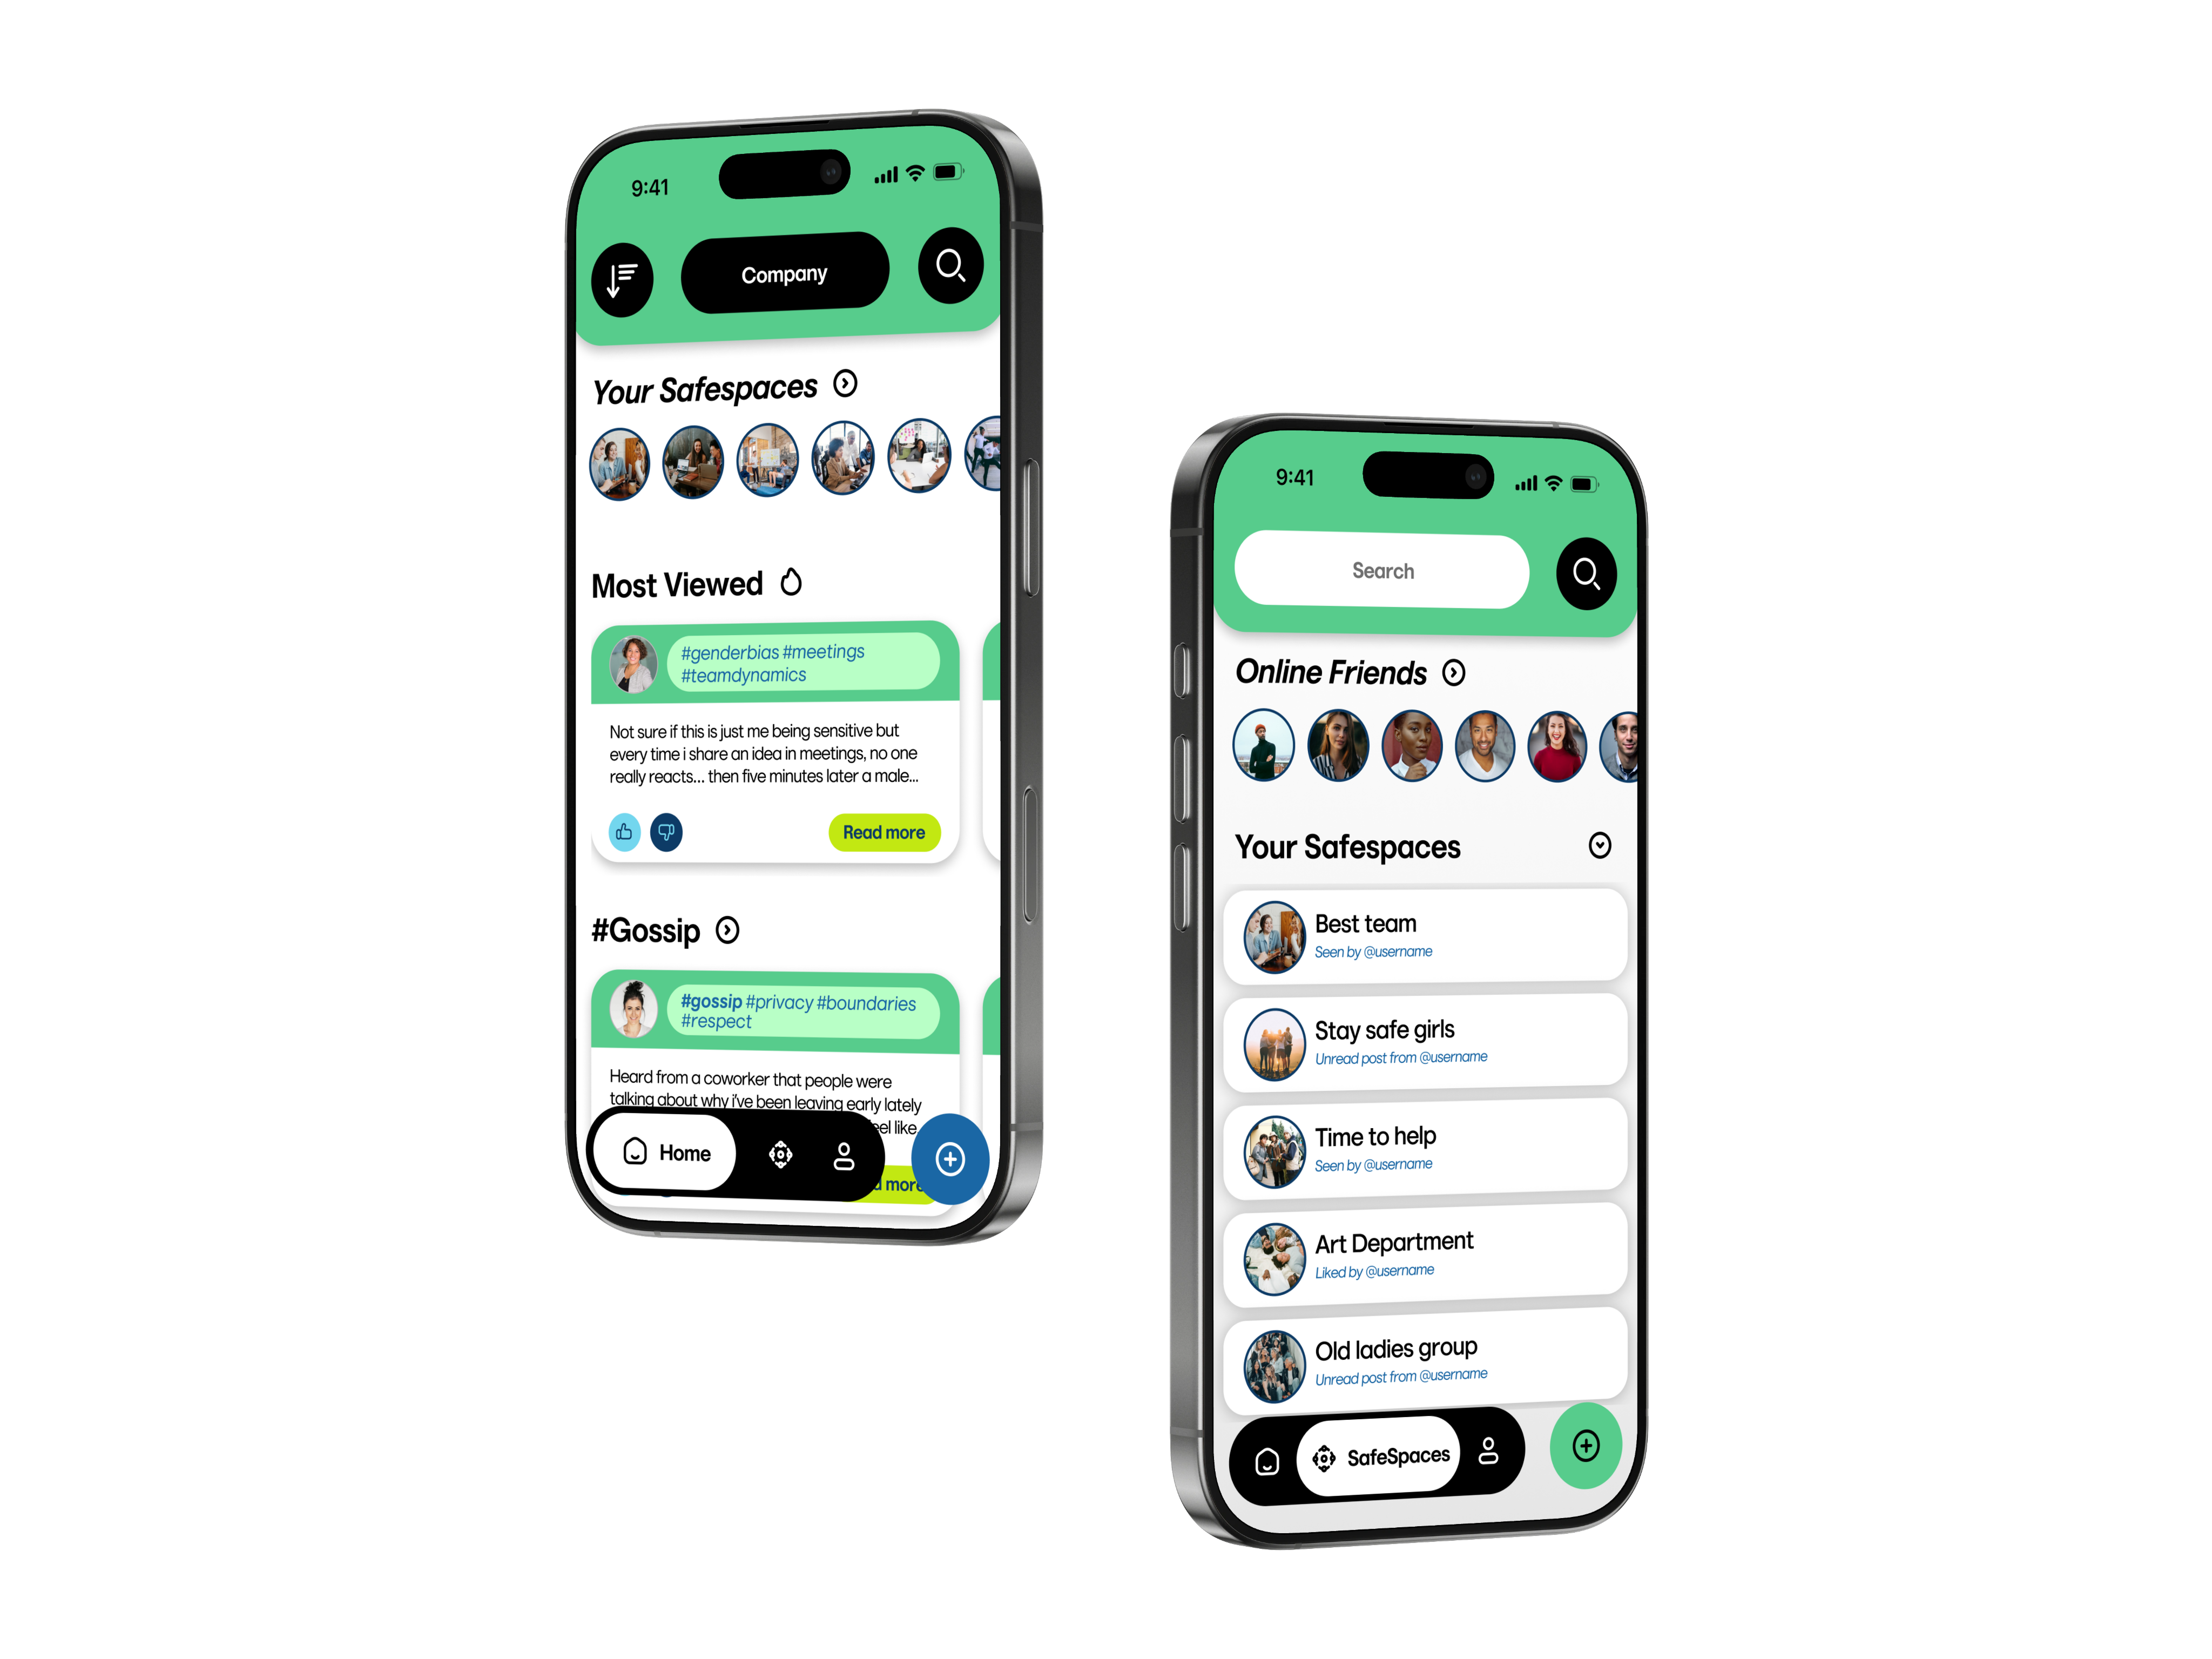 9:41
Company
Your Safespaces
Most Viewed
#genderbias #meetings
#teamdynamics
Not sure if this is just me being sensitive but
every time i share an idea in meetings, no one
really reacts... then five minutes later a male...
Read more
#Gossip
#gossip #privacy #boundaries
#respect
Heard from a coworker that people were
talking about why i've been leaving early lately
feel like
more
Home
9:41
Search
Online Friends
Your Safespaces
Best team
Seen by @username
Stay safe girls
Unread post from @username
Time to help
Seen by @username
Art Department
Liked by @username
Old ladies group
Unread post from @username
SafeSpaces